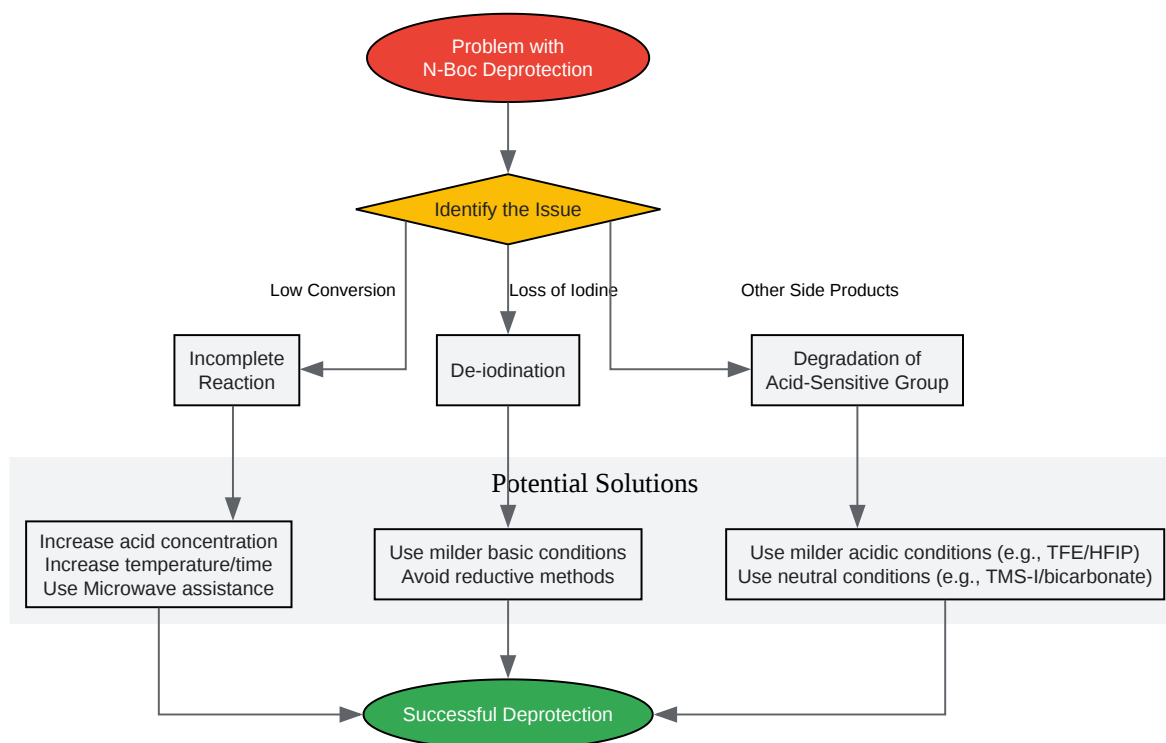 Problem with
N-Boc Deprotection
Identify the Issue
Low Conversion
Loss of Iodine
Other Side Products
Incomplete
Reaction
De-iodination
Degradation of
Acid-Sensitive Group
Potential Solutions
Increase acid concentration
Increase temperature/time
Use Microwave assistance
Use milder basic conditions
Avoid reductive methods
Use milder acidic conditions (e.g., TFE/HFIP)
Use neutral conditions (e.g., TMS-I/bicarbonate)
Successful Deprotection